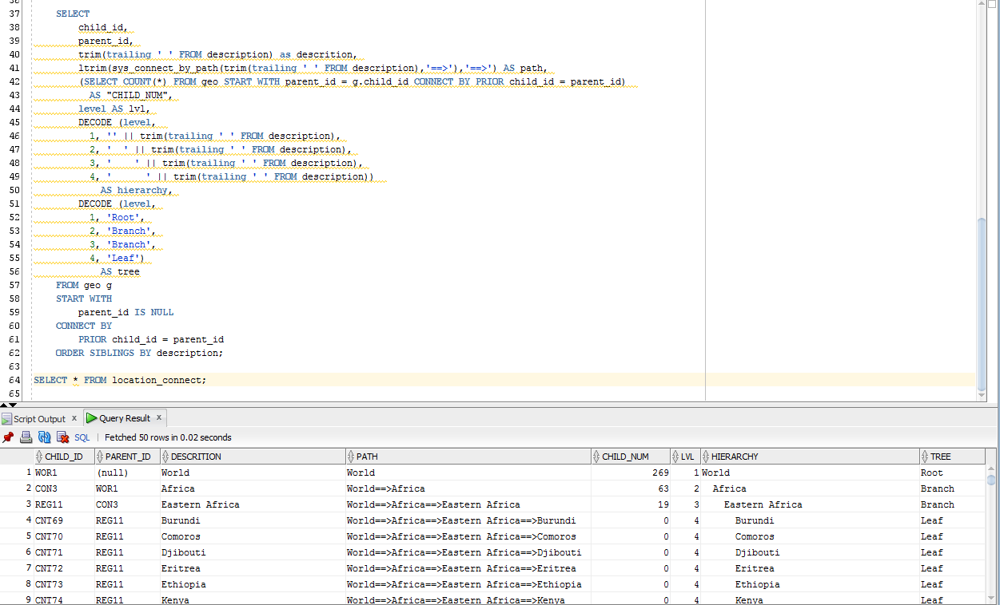 37 SELECT
38 child_id,
39 parent_id,
40 trim(trailing ' ' FROM description) as descrition,
41 ltrim(sys_connect_by_path(trim(trailing ' ' FROM description),'==>'),'==>') AS path,
42 (SELECT COUNT(*) FROM geo START WITH parent_id = g.child_id CONNECT BY PRIOR child_id = parent_id)
43 AS "CHILD_NUM",
44 level AS lvl,
45 DECODE (level,
46 1, '' || trim(trailing ' ' FROM description),
47 2, '  ' || trim(trailing ' ' FROM description),
48 3, '    ' || trim(trailing ' ' FROM description),
49 4, '      ' || trim(trailing ' ' FROM description))
50 AS hierarchy,
51 DECODE (level,
52 1, 'Root',
53 2, 'Branch',
54 3, 'Branch',
55 4, 'Leaf')
56 AS tree
57 FROM geo g
58 START WITH
59 parent_id IS NULL
60 CONNECT BY
61 PRIOR child_id = parent_id
62 ORDER SIBLINGS BY description;
63
64 SELECT * FROM location_connect;
65
Script Output x Query Result x
SQL | Fetched 50 rows in 0.02 seconds
CHILD_ID PARENT_ID DESCRITION PATH CHILD_NUM LVL HIERARCHY TREE
1 WOR1 (null) World World 269 1 World Root
2 CON3 WOR1 Africa World==>Africa 63 2 Africa Branch
3 REG11 CON3 Eastern Africa World==>Africa==>Eastern Africa 19 3 Eastern Africa Branch
4 CNT69 REG11 Burundi World==>Africa==>Eastern Africa==>Burundi 0 4 Burundi Leaf
5 CNT70 REG11 Comoros World==>Africa==>Eastern Africa==>Comoros 0 4 Comoros Leaf
6 CNT71 REG11 Djibouti World==>Africa==>Eastern Africa==>Djibouti 0 4 Djibouti Leaf
7 CNT72 REG11 Eritrea World==>Africa==>Eastern Africa==>Eritrea 0 4 Eritrea Leaf
8 CNT73 REG11 Ethiopia World==>Africa==>Eastern Africa==>Ethiopia 0 4 Ethiopia Leaf
9 CNT74 REG11 Kenya World==>Africa==>Eastern Africa==>Kenya 0 4 Kenya Leaf